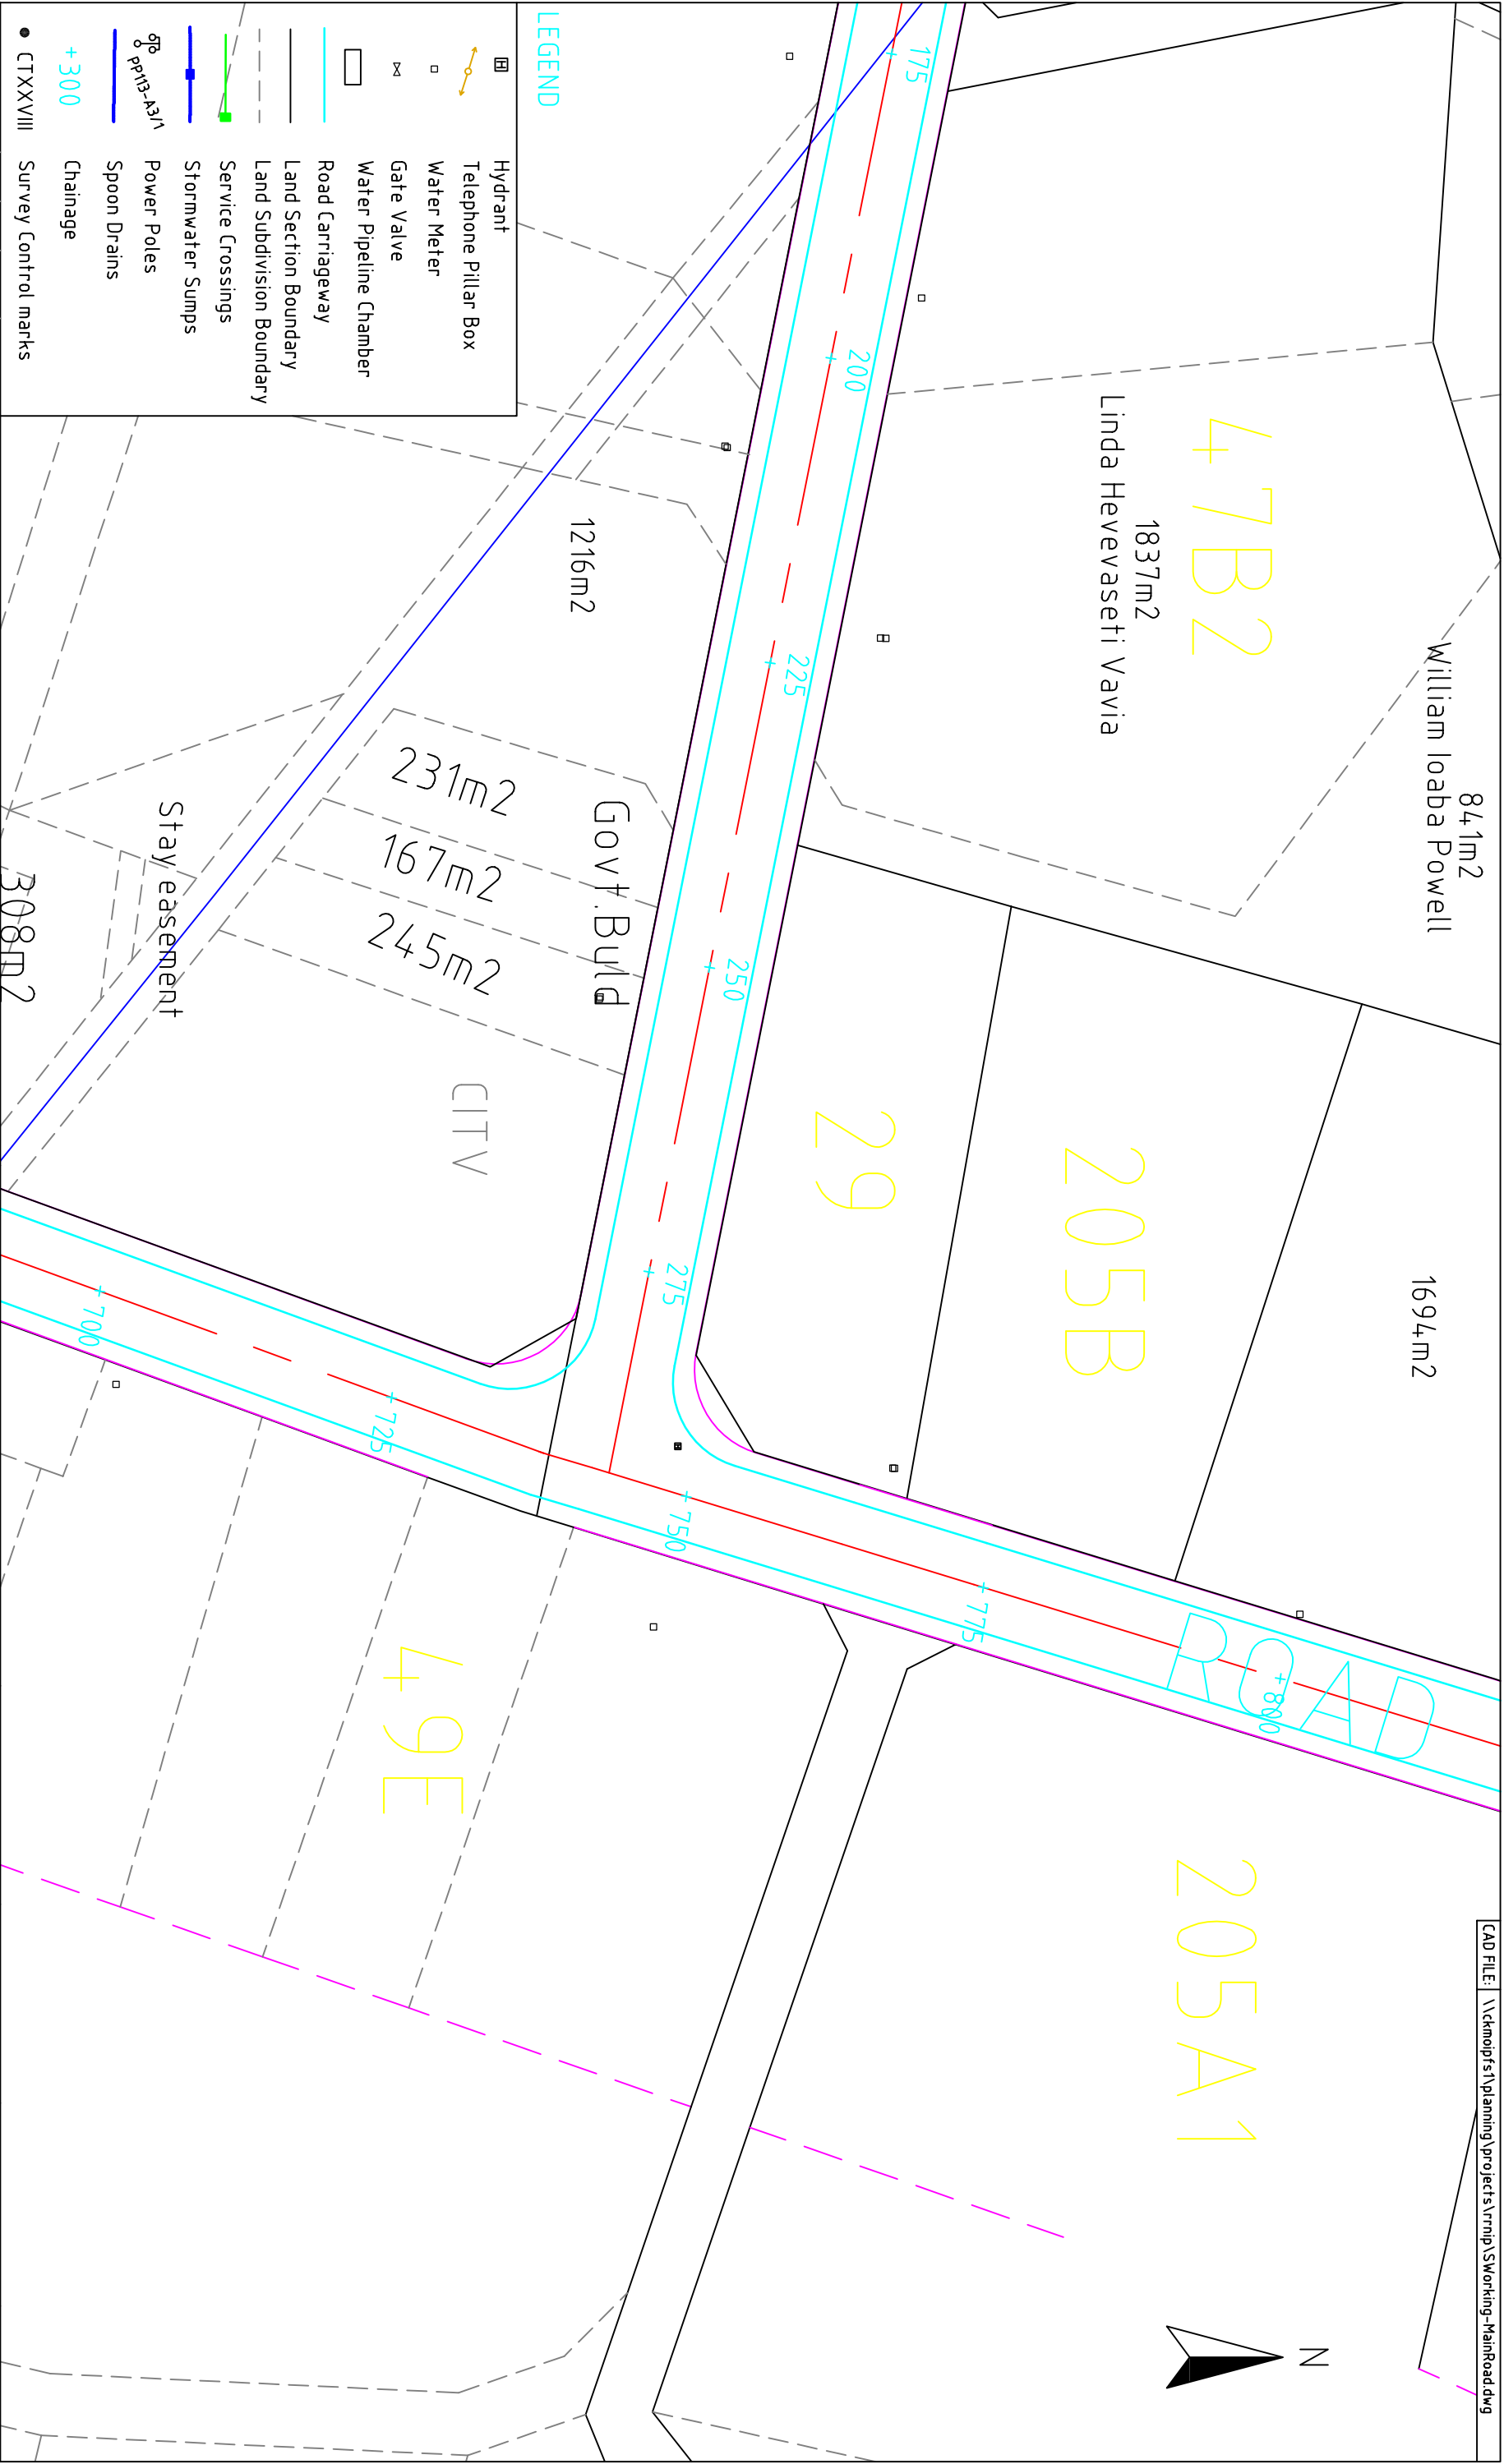 CAD FILE: \\ckmoipfs1\planning\projects\rrnip\SWorking-MainRoad.dwg
841m2
William Ioaba Powell
1694m2
N
47B2
1837m2
Linda Hevevaseti Vavia
205B
205A1
ROAD
29
175
200
225
250
275
1216m2
Govt.Buld
231m2
167m2
245m2
CITV
Stay easement
308m2
49E
700
725
750
775
800
LEGEND
Hydrant
Telephone Pillar Box
Water Meter
Gate Valve
Water Pipeline Chamber
Road Carriageway
Land Section Boundary
Land Subdivision Boundary
Service Crossings
Stormwater Sumps
PP113-A3/1 Power Poles
Spoon Drains
+300 Chainage
CTXXVIII Survey Control marks